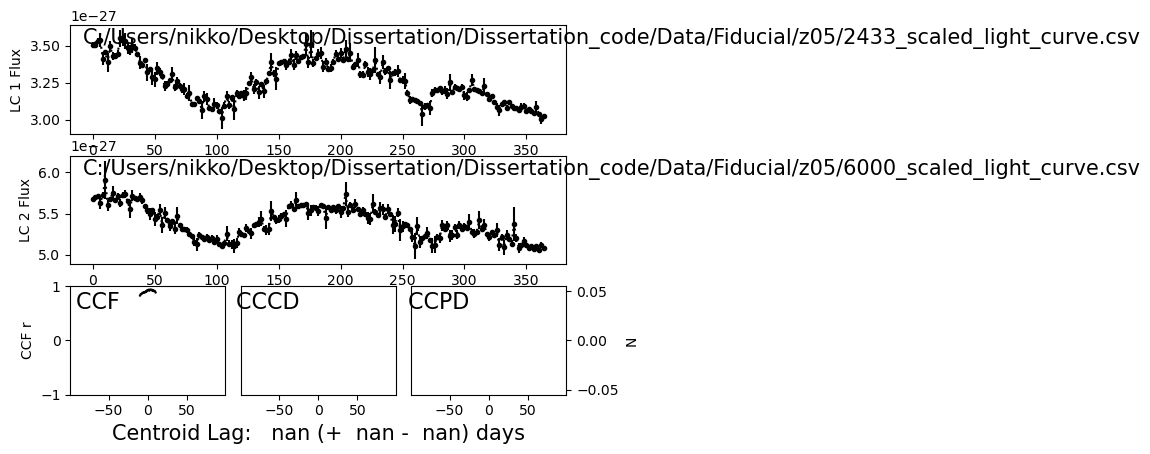 1e−27
C:/Users/nikko/Desktop/Dissertation/Dissertation_code/Data/Fiducial/z05/2433_scaled_light_curve.csv
LC 1 Flux
3.50
3.25
3.00
0 50 100 150 200 250 300 350
1e−27
C:/Users/nikko/Desktop/Dissertation/Dissertation_code/Data/Fiducial/z05/6000_scaled_light_curve.csv
LC 2 Flux
6.0
5.5
5.0
0 50 100 150 200 250 300 350
CCF r
1
0
−1
CCF
CCCD
CCPD
0.05
0.00
−0.05
N
−50 0 50
−50 0 50
−50 0 50
Centroid Lag: nan (+ nan - nan) days